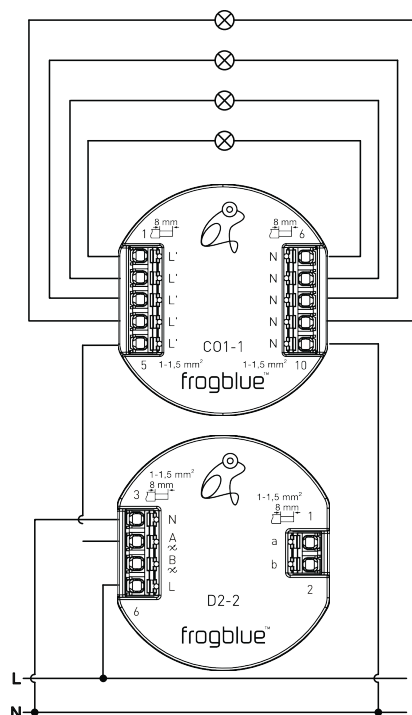 8 mm
8 mm
1
6
L'
N
L'
N
L'
N
L'
N
L'
N
CO1-1
5
1-1,5 mm²
1-1,5 mm²
10
frogblue™
1-1,5 mm²
8 mm
3
1-1,5 mm²
8 mm
1
N
A
a
B
b
L
D2-2
2
6
frogblue™
L
N